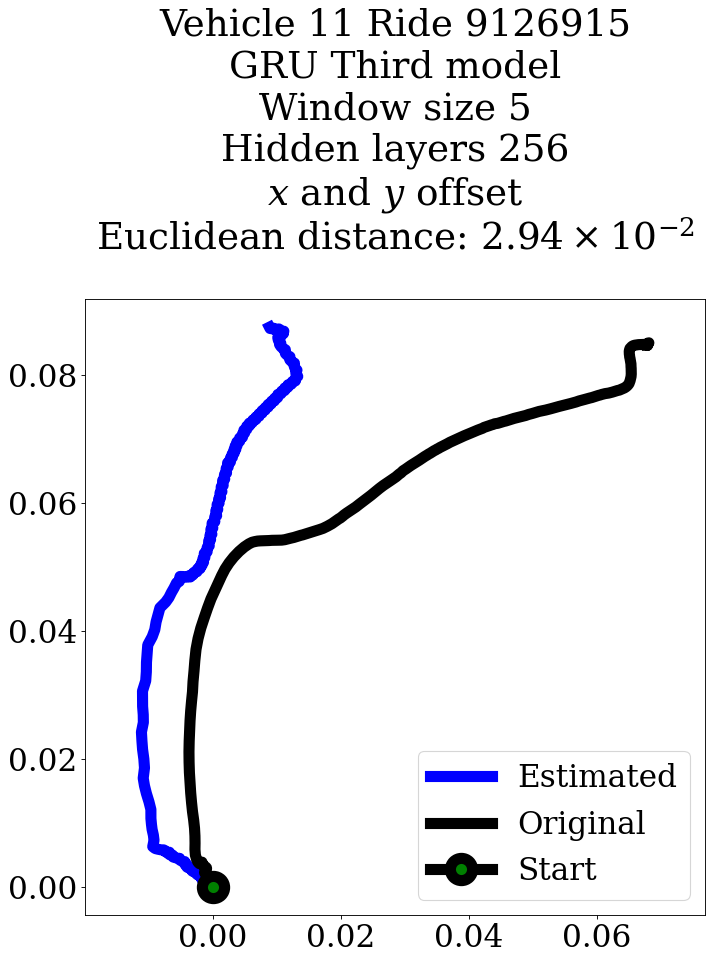 Vehicle 11 Ride 9126915
GRU Third model
Window size 5
Hidden layers 256
x and y offset
Euclidean distance: 2.94 × 10⁻²
0.08
0.06
0.04
0.02
0.00
Estimated
Original
Start
0.00 0.02 0.04 0.06